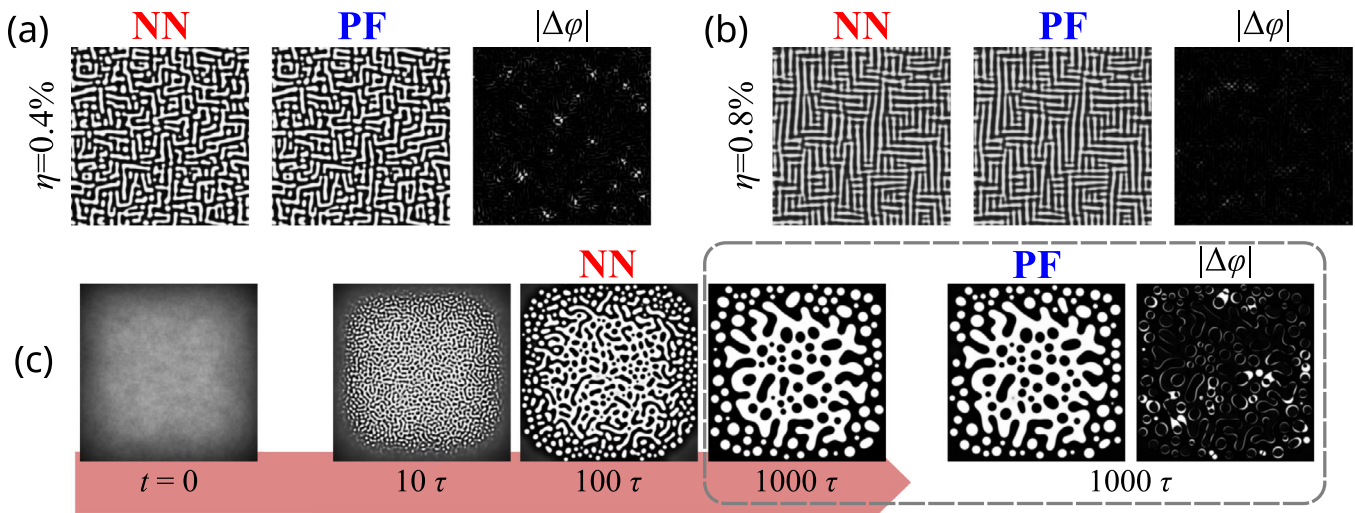 (a) NN PF |Δφ|
η=0.4%
(b) NN PF |Δφ|
η=0.8%
(c) NN PF |Δφ|
t = 0 10 τ 100 τ 1000 τ 1000 τ